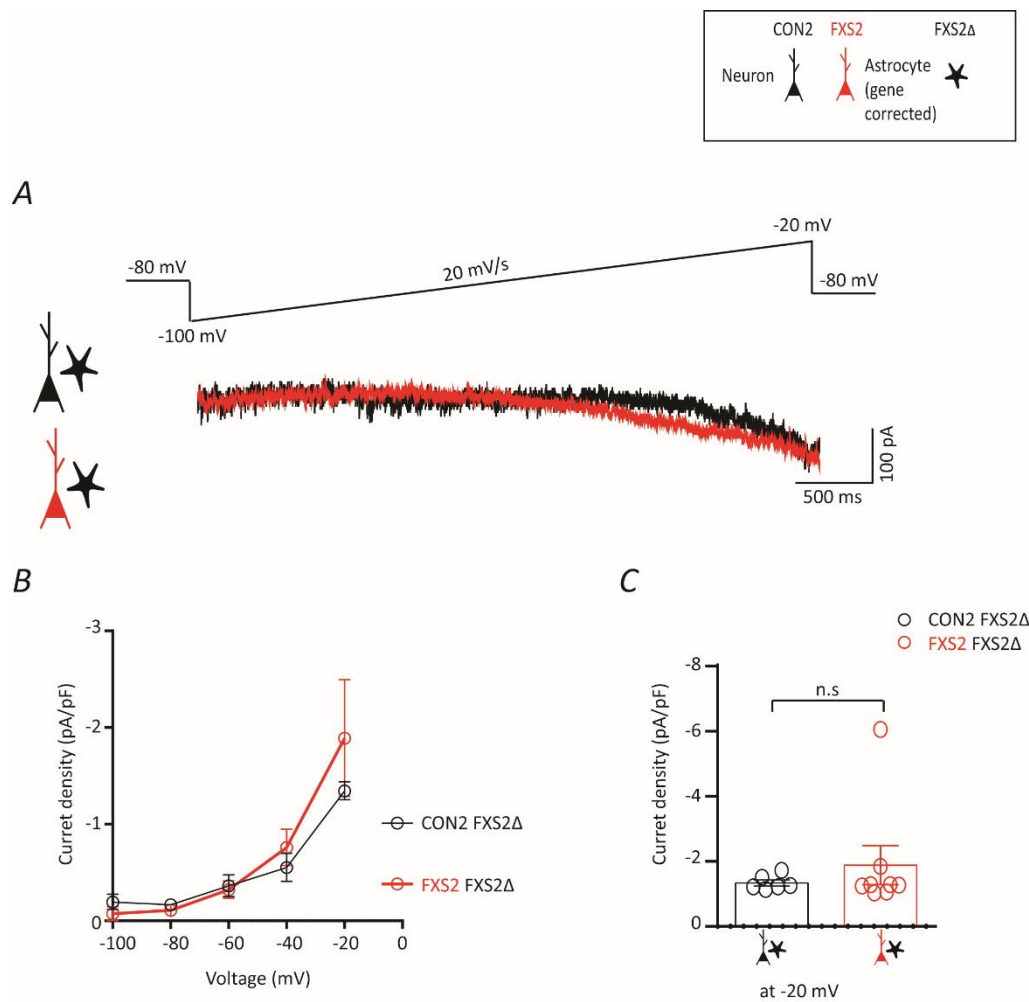 CON2 FXS2 FXS2Δ
Neuron Astrocyte
(gene
corrected)
A
-20 mV
-80 mV
20 mV/s
-80 mV
-100 mV
100 pA
500 ms
B
-3
-2
-1
0
Curret density (pA/pF)
-100 -80 -60 -40 -20 0
Voltage (mV)
CON2 FXS2Δ
FXS2 FXS2Δ
C
CON2 FXS2Δ
FXS2 FXS2Δ
n.s
-8
-6
-4
-2
0
Curret density (pA/pF)
at -20 mV